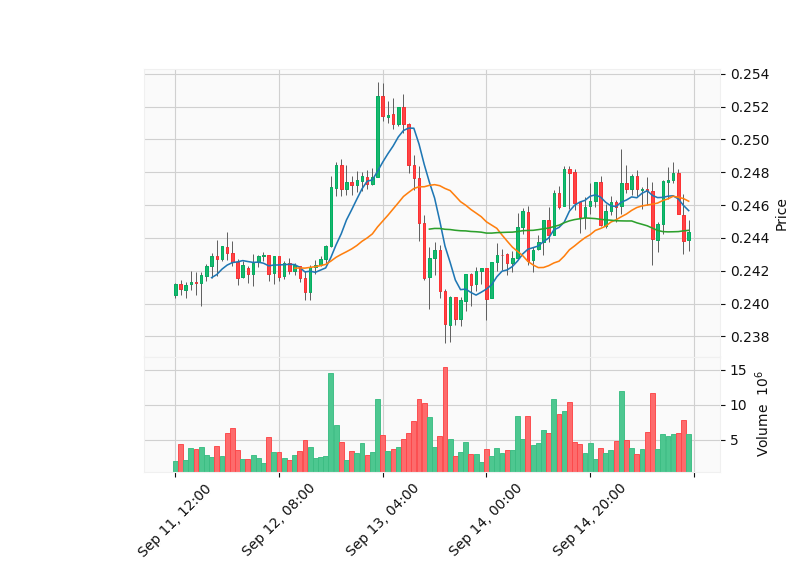 0.254
0.252
0.250
0.248
0.246
0.244
0.242
0.240
0.238
Price
15
10
5
Volume 10^6
Sep 11, 12:00
Sep 12, 08:00
Sep 13, 04:00
Sep 14, 00:00
Sep 14, 20:00